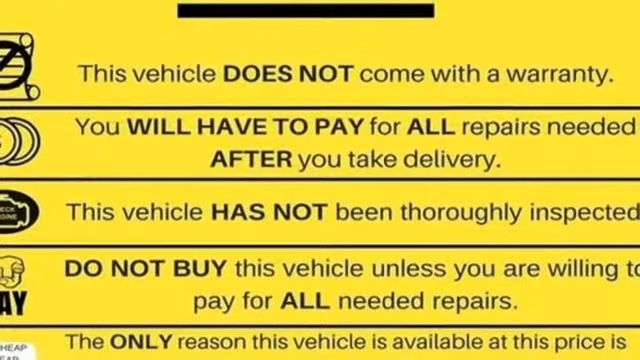 This vehicle DOES NOT come with a warranty.
You WILL HAVE TO PAY for ALL repairs needed
AFTER you take delivery.
This vehicle HAS NOT been thoroughly inspected
DO NOT BUY this vehicle unless you are willing to
pay for ALL needed repairs.
The ONLY reason this vehicle is available at this price is